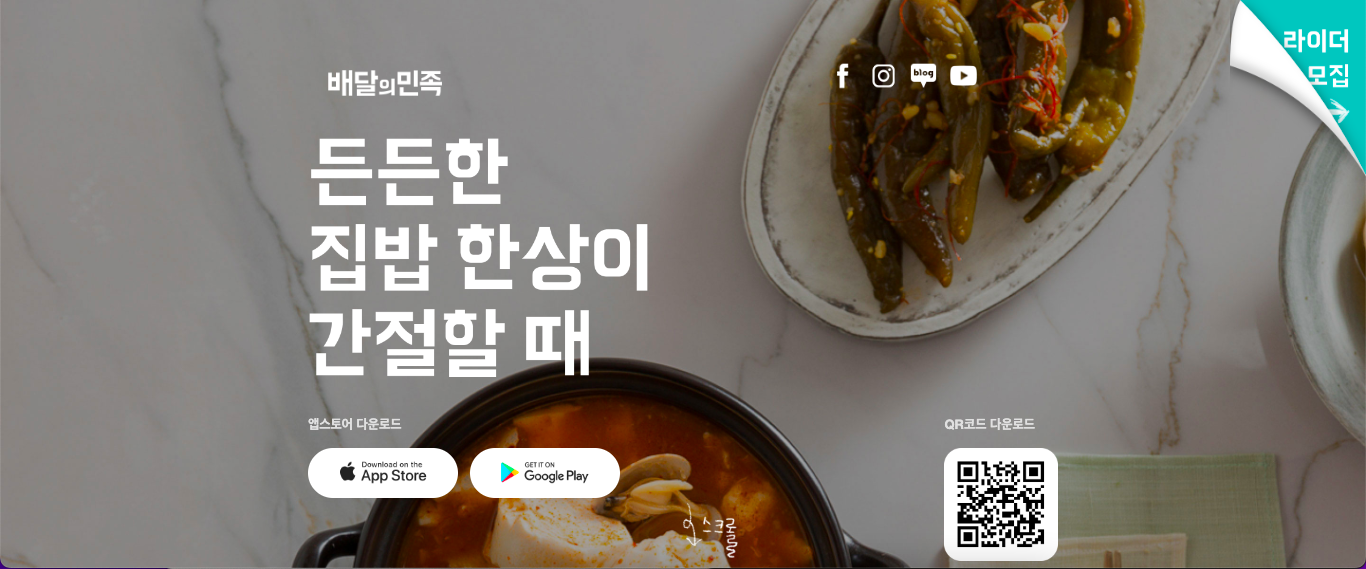 배달의민족
blog
라이더
모집
든든한
집밥 한상이
간절할 때
앱스토어 다운로드
QR코드 다운로드
Download on the
App Store
GET IT ON
Google Play
스크롤